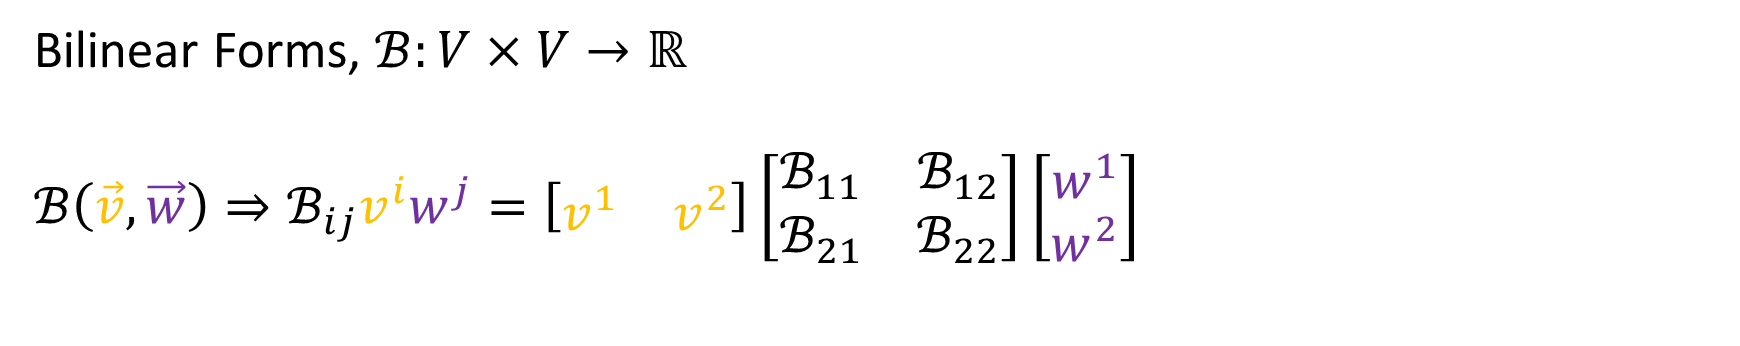 Bilinear Forms, ℬ: V × V → ℝ
ℬ(v⃗, w⃗) ⇒ ℬᵢⱼvⁱwʲ = [v¹ v²] [ℬ₁₁ ℬ₁₂; ℬ₂₁ ℬ₂₂] [w¹; w²]